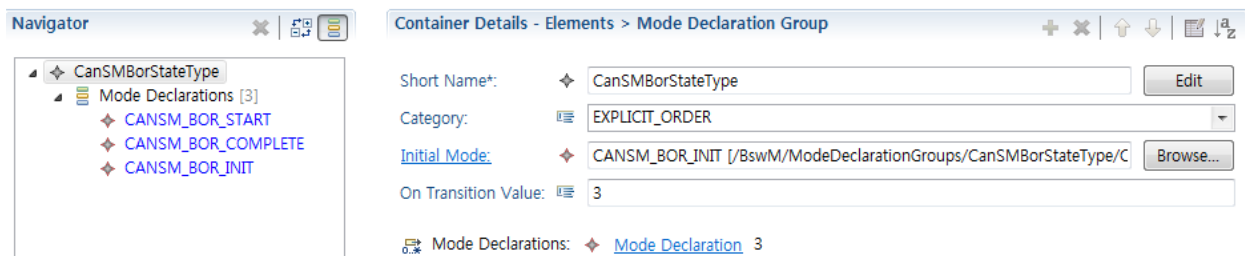 Navigator
CanSMBorStateType
Mode Declarations [3]
CANSM_BOR_START
CANSM_BOR_COMPLETE
CANSM_BOR_INIT
Container Details - Elements > Mode Declaration Group
Short Name*: CanSMBorStateType Edit
Category: EXPLICIT_ORDER
Initial Mode: CANSM_BOR_INIT [/BswM/ModeDeclarationGroups/CanSMBorStateType/C Browse...
On Transition Value: 3
Mode Declarations: Mode Declaration 3